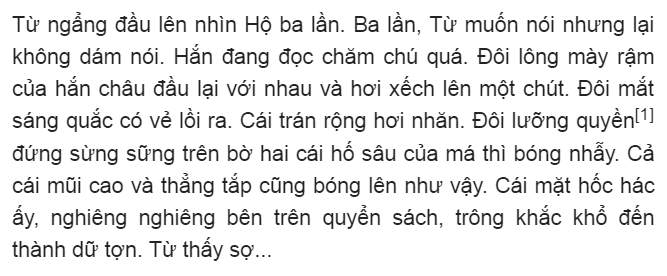 Từ ngẩng đầu lên nhìn Hộ ba lần. Ba lần, Từ muốn nói nhưng lại
không dám nói. Hắn đang đọc chăm chú quá. Đôi lông mày rậm
của hắn châu đầu lại với nhau và hơi xếch lên một chút. Đôi mắt
sáng quắc có vẻ lồi ra. Cái trán rộng hơi nhăn. Đôi lưỡng quyền[1]
đứng sừng sững trên bờ hai cái hố sâu của má thì bóng nhẫy. Cả
cái mũi cao và thẳng tắp cũng bóng lên như vậy. Cái mặt hốc hác
ấy, nghiêng nghiêng bên trên quyển sách, trông khắc khổ đến
thành dữ tợn. Từ thấy sợ...